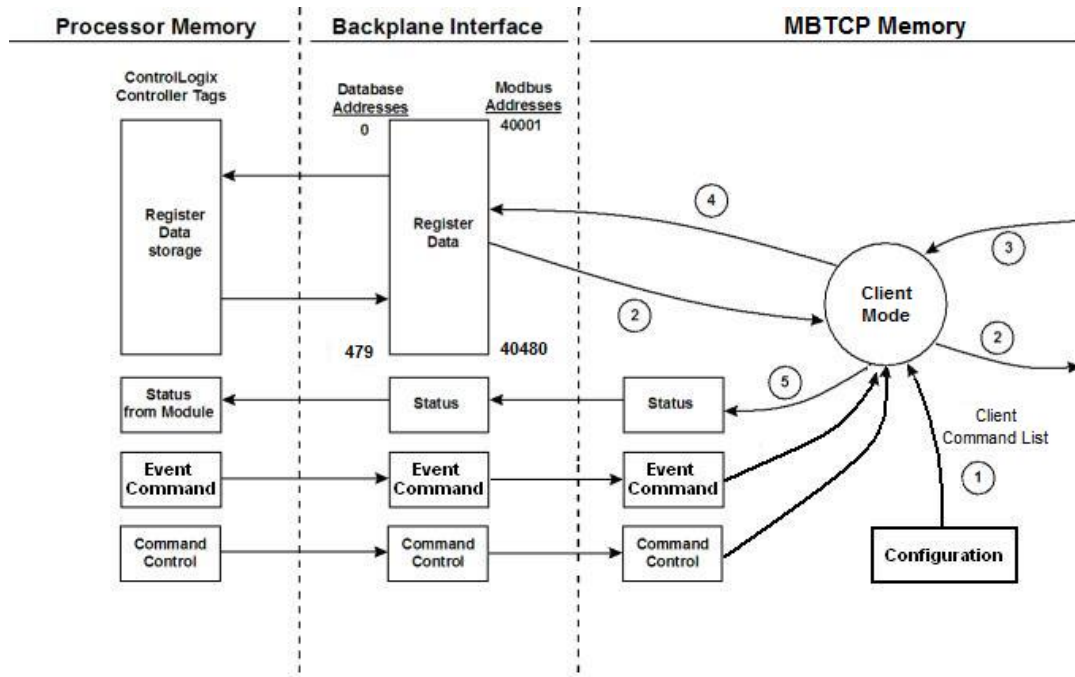 Processor Memory
Backplane Interface
MBTCP Memory
ControlLogix
Controller Tags
Database
Addresses
0
Modbus
Addresses
40001
Register
Data
storage
Register
Data
479
40480
4
2
3
2
Client
Mode
5
Client
Command List
1
Status
from Module
Status
Status
Event
Command
Event
Command
Event
Command
Command
Control
Command
Control
Command
Control
Configuration